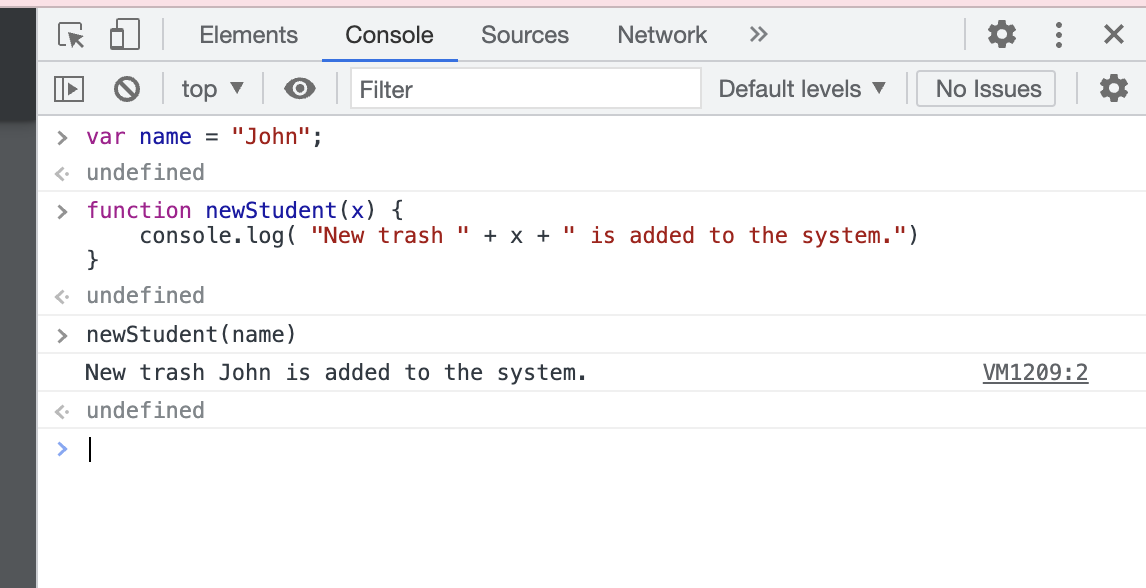 Elements Console Sources Network
top Filter Default levels No Issues
> var name = "John";
undefined
> function newStudent(x) {
    console.log( "New trash " + x + " is added to the system.")
}
undefined
> newStudent(name)
New trash John is added to the system. VM1209:2
undefined
>